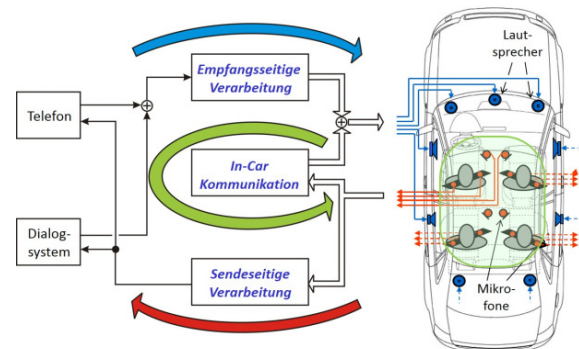 Empfangsseitige
Verarbeitung
Telefon
In-Car
Kommunikation
Dialog-
system
Sendeseitige
Verarbeitung
Laut-
sprecher
Mikro-
fone